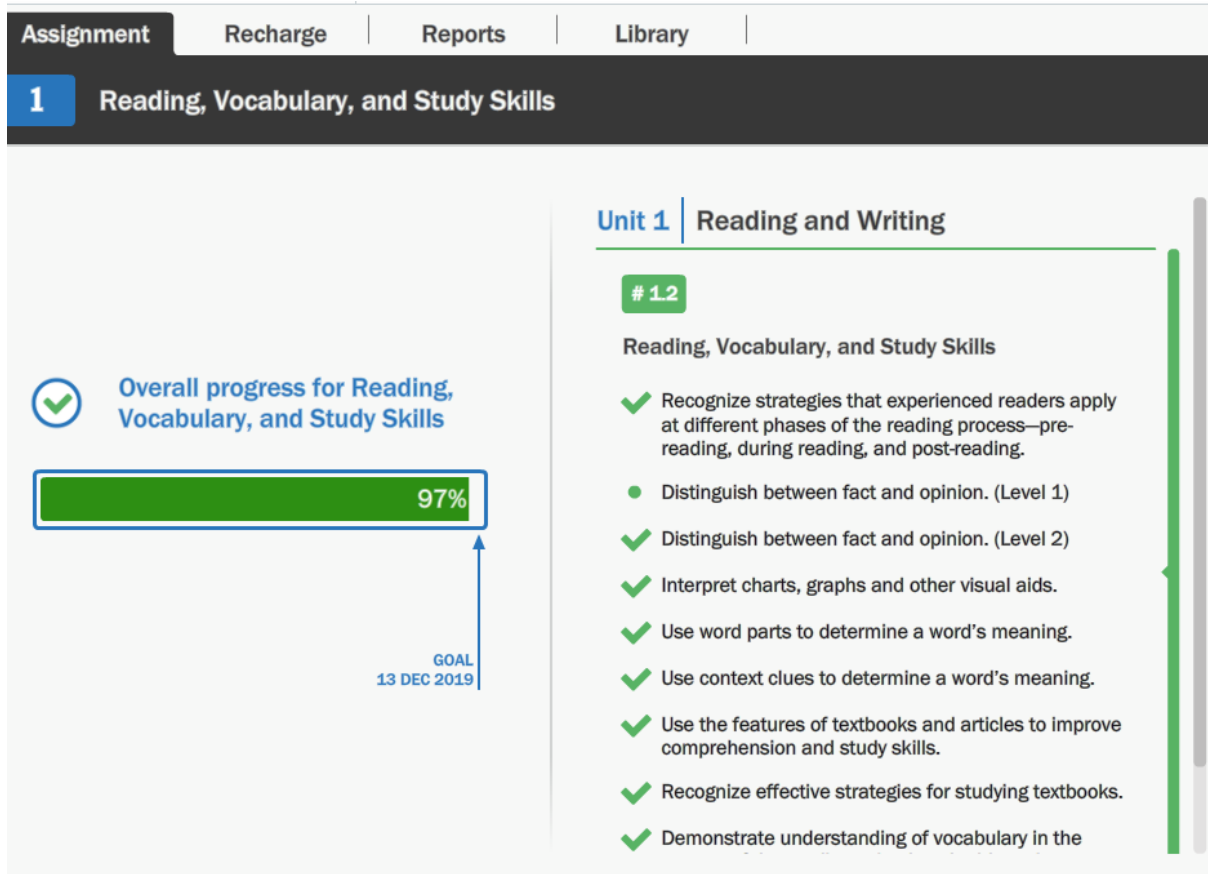 Assignment Recharge Reports Library
1 Reading, Vocabulary, and Study Skills
Overall progress for Reading,
Vocabulary, and Study Skills
97%
GOAL
13 DEC 2019
Unit 1 Reading and Writing
# 1.2
Reading, Vocabulary, and Study Skills
Recognize strategies that experienced readers apply
at different phases of the reading process—pre-
reading, during reading, and post-reading.
Distinguish between fact and opinion. (Level 1)
Distinguish between fact and opinion. (Level 2)
Interpret charts, graphs and other visual aids.
Use word parts to determine a word's meaning.
Use context clues to determine a word's meaning.
Use the features of textbooks and articles to improve
comprehension and study skills.
Recognize effective strategies for studying textbooks.
Demonstrate understanding of vocabulary in the